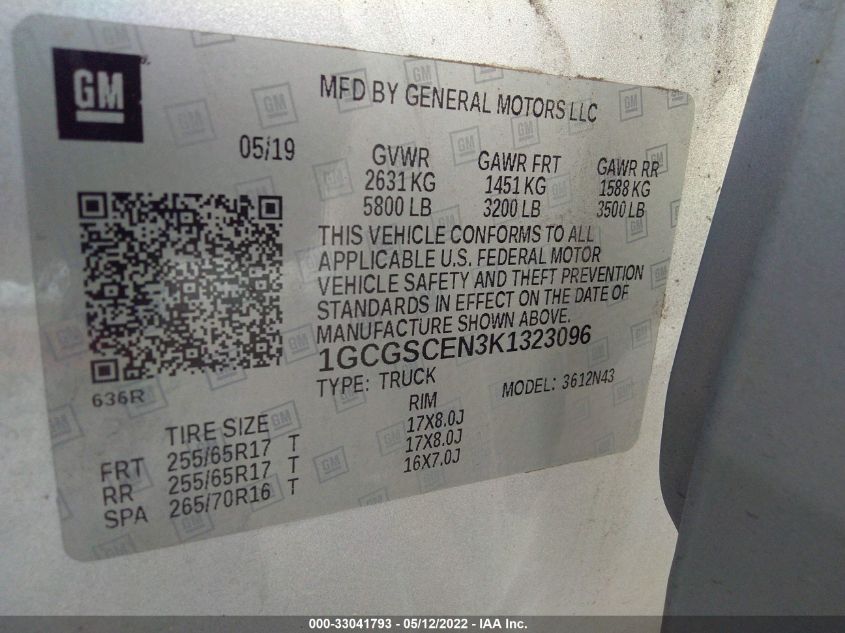 GM
MFD BY GENERAL MOTORS LLC
05/19
GVWR GAWR FRT GAWR RR
2631 KG 1451 KG 1588 KG
5800 LB 3200 LB 3500 LB
THIS VEHICLE CONFORMS TO ALL
APPLICABLE U.S. FEDERAL MOTOR
VEHICLE SAFETY AND THEFT PREVENTION
STANDARDS IN EFFECT ON THE DATE OF
MANUFACTURE SHOWN ABOVE.
1GCGSCEN3K1323096
TYPE: TRUCK MODEL: 3612N43
636R
TIRE SIZE RIM
FRT 255/65R17 T 17X8.0J
RR 255/65R17 T 17X8.0J
SPA 265/70R16 T 16X7.0J
000-33041793 - 05/12/2022 - IAA Inc.